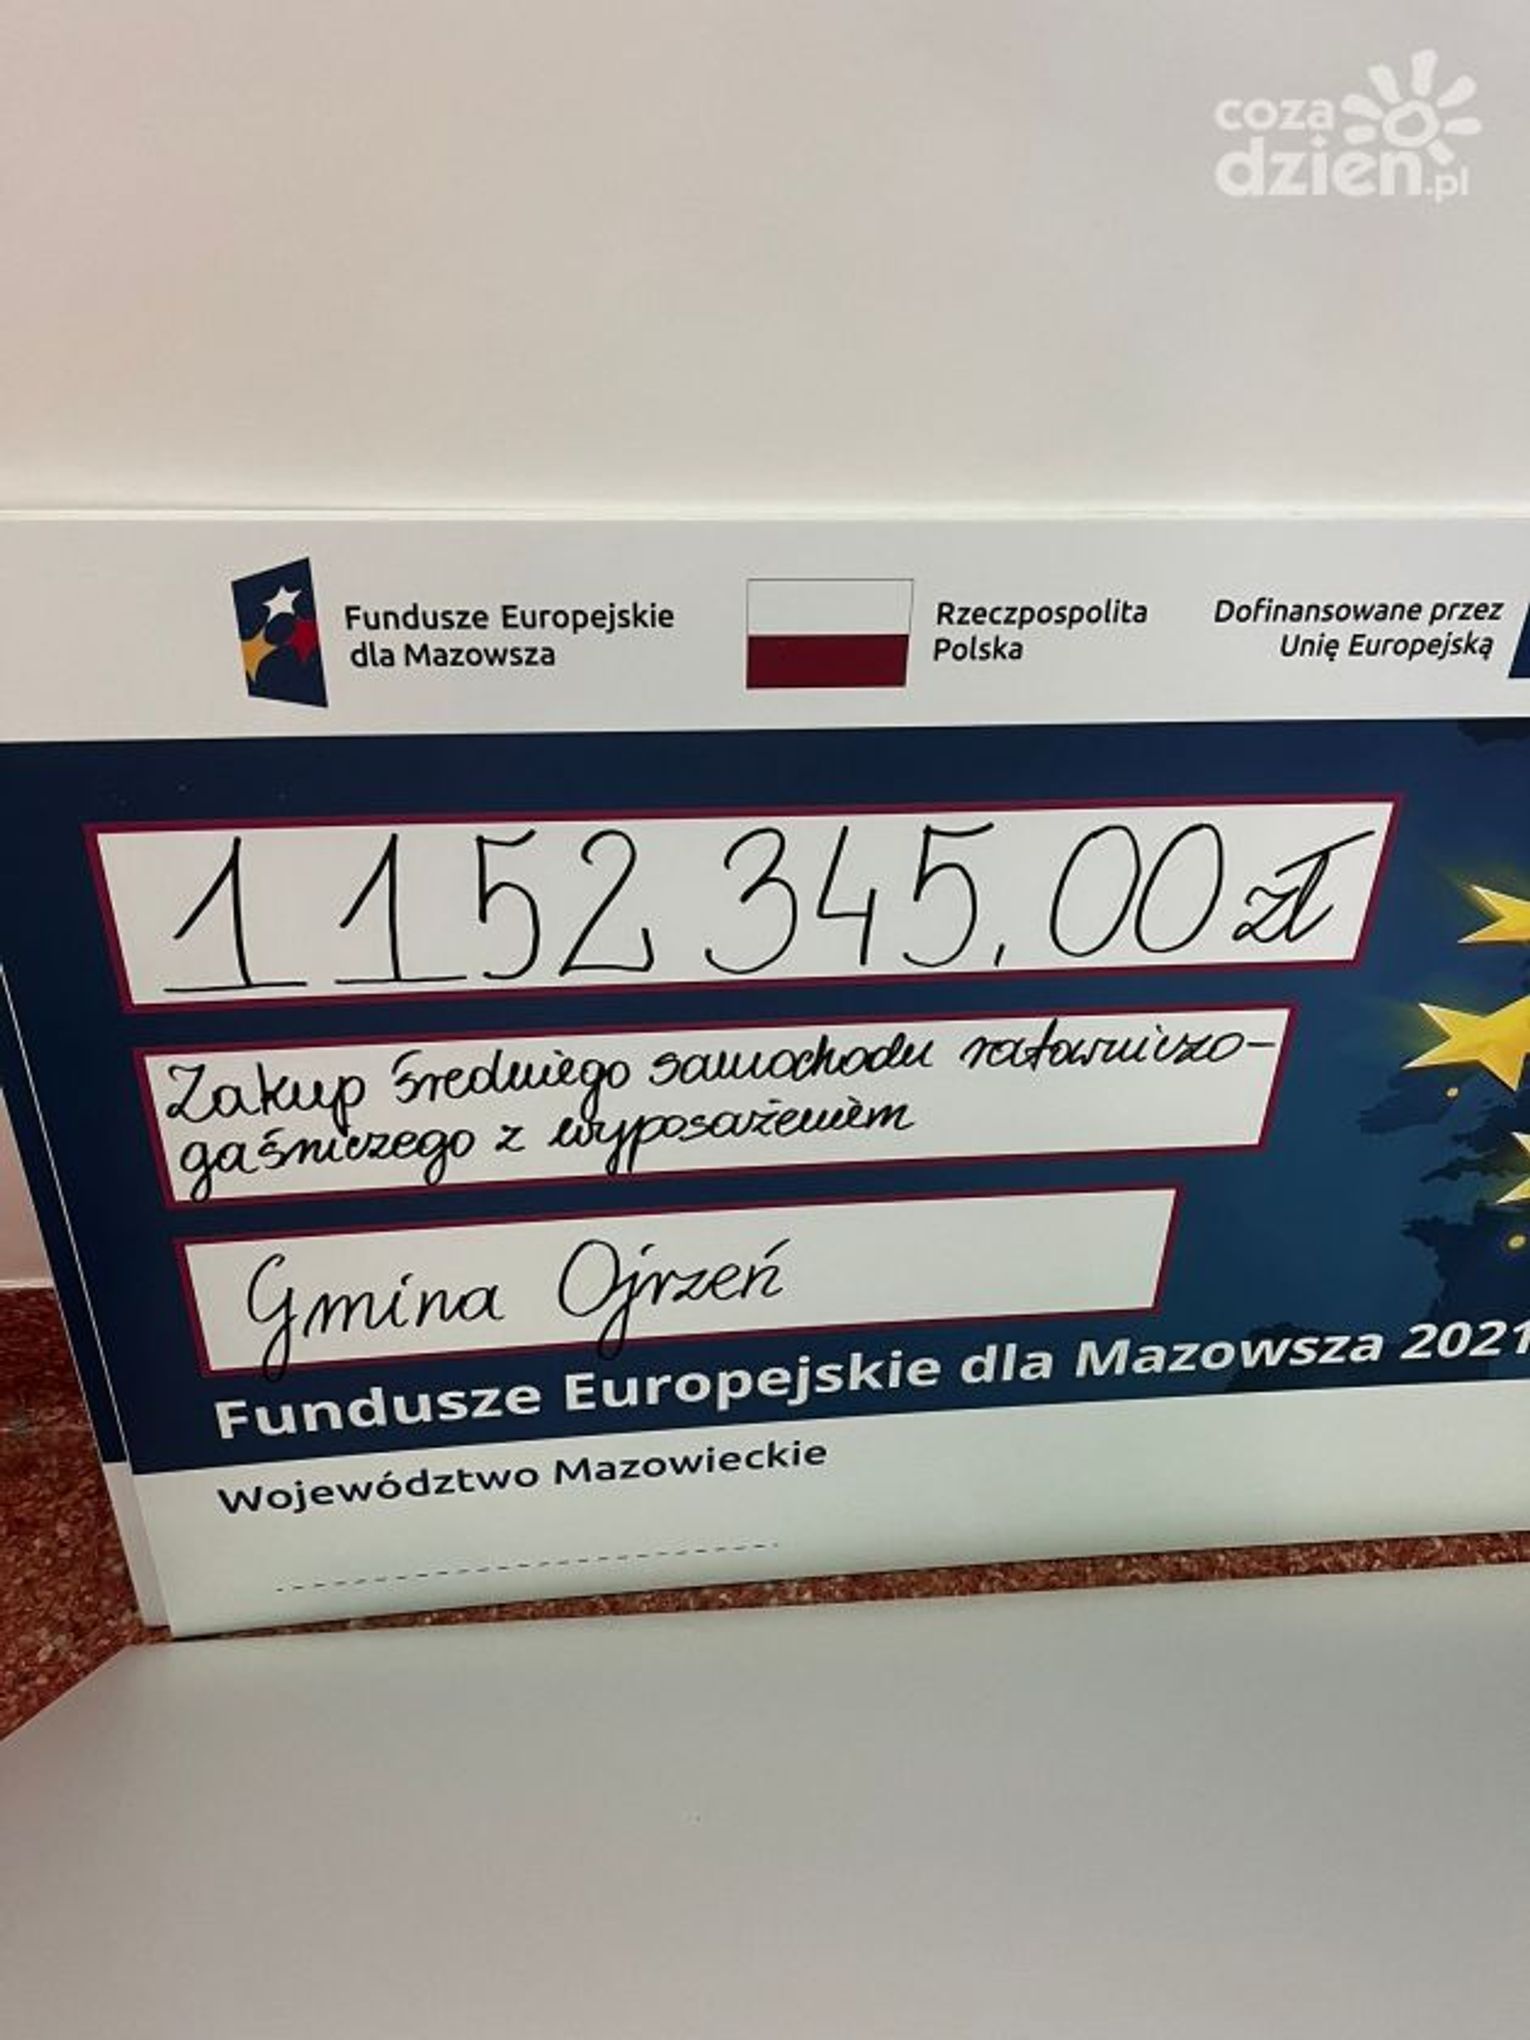 coza
dzień.pl
Fundusze Europejskie
dla Mazowsza
Rzeczpospolita
Polska
Dofinansowane przez
Unię Europejską
1 152 345,00 zł
Zakup średniego samochodu ratowniczo-
gaśniczego z wyposażeniem
Gmina Ojrzeń
Fundusze Europejskie dla Mazowsza 2021
Województwo Mazowieckie